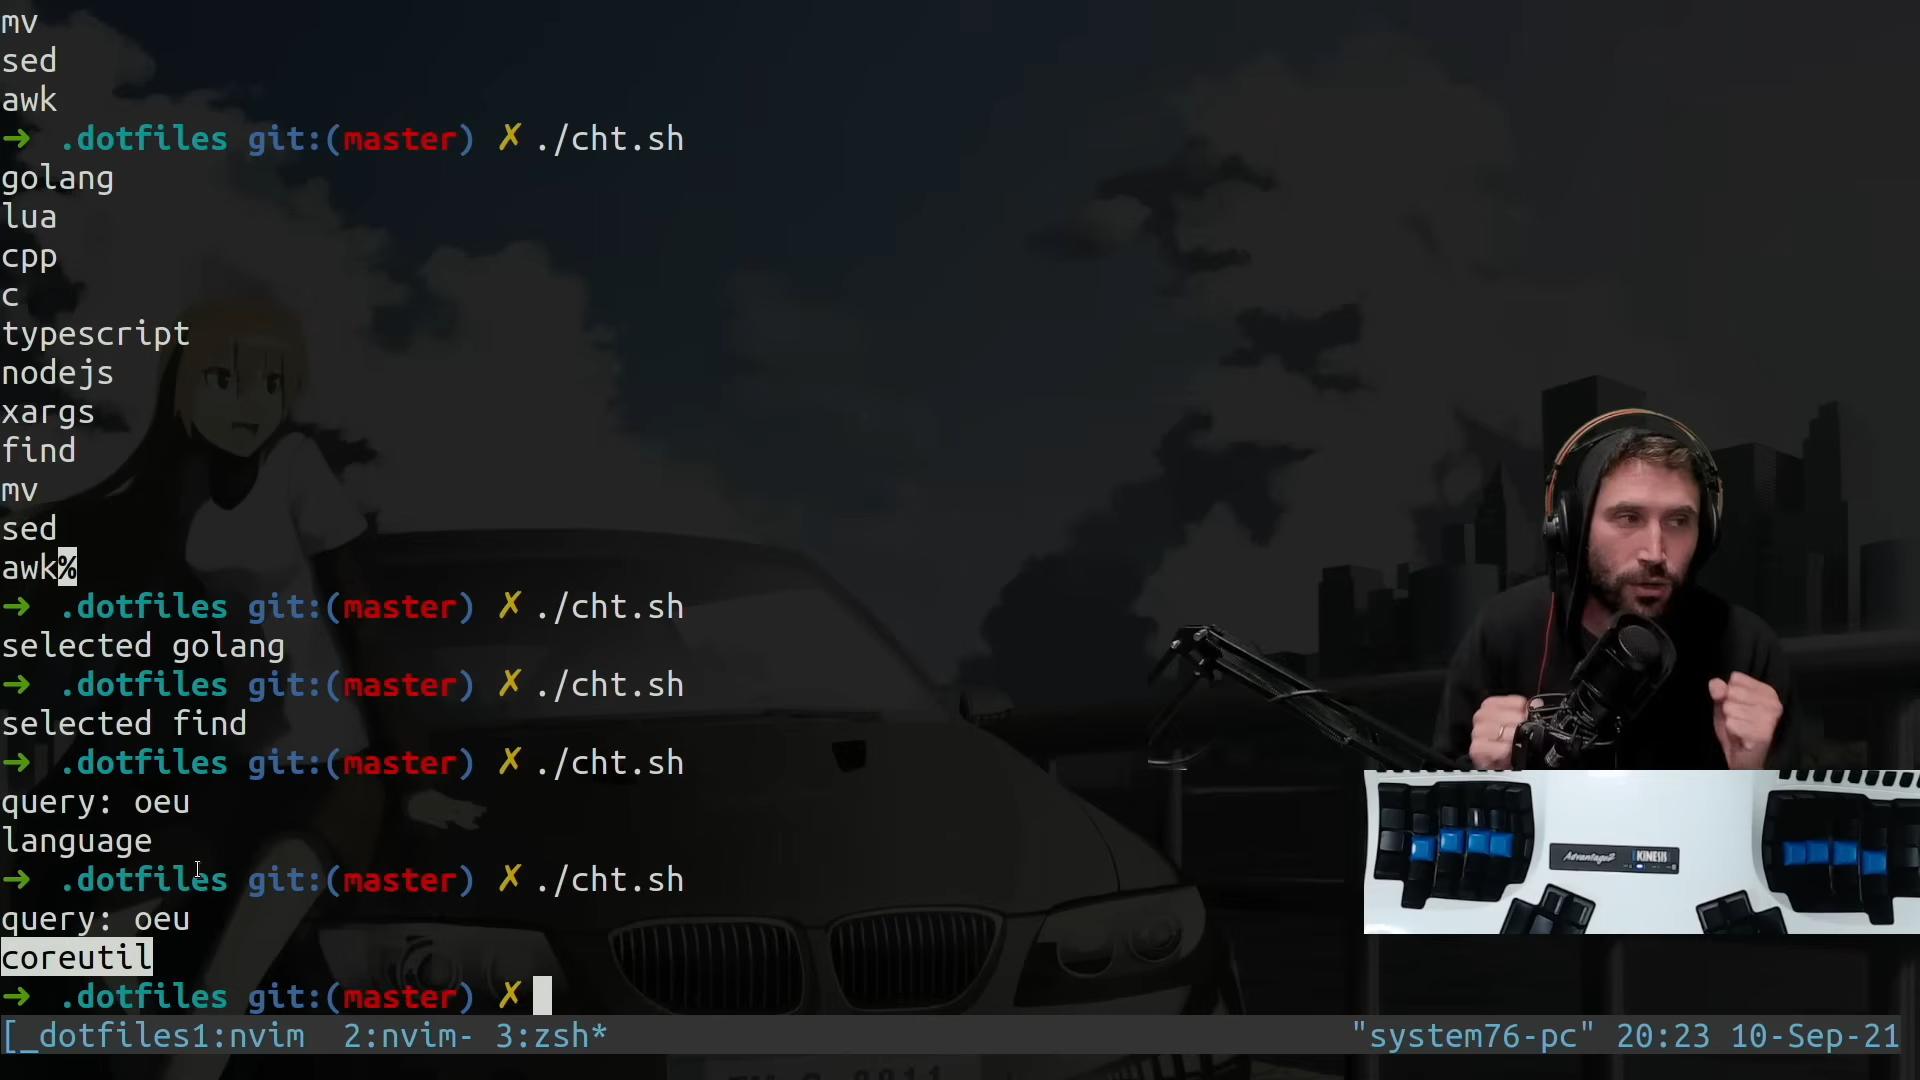 mv
sed
awk
➜ .dotfiles git:(master) ✗ ./cht.sh
golang
lua
cpp
c
typescript
nodejs
xargs
find
mv
sed
awk%
➜ .dotfiles git:(master) ✗ ./cht.sh
selected golang
➜ .dotfiles git:(master) ✗ ./cht.sh
selected find
➜ .dotfiles git:(master) ✗ ./cht.sh
query: oeu
language
➜ .dotfiles git:(master) ✗ ./cht.sh
query: oeu
coreutil
➜ .dotfiles git:(master) ✗
[_dotfiles1:nvim 2:nvim- 3:zsh* "system76-pc" 20:23 10-Sep-21
Advantage2 KINESIS